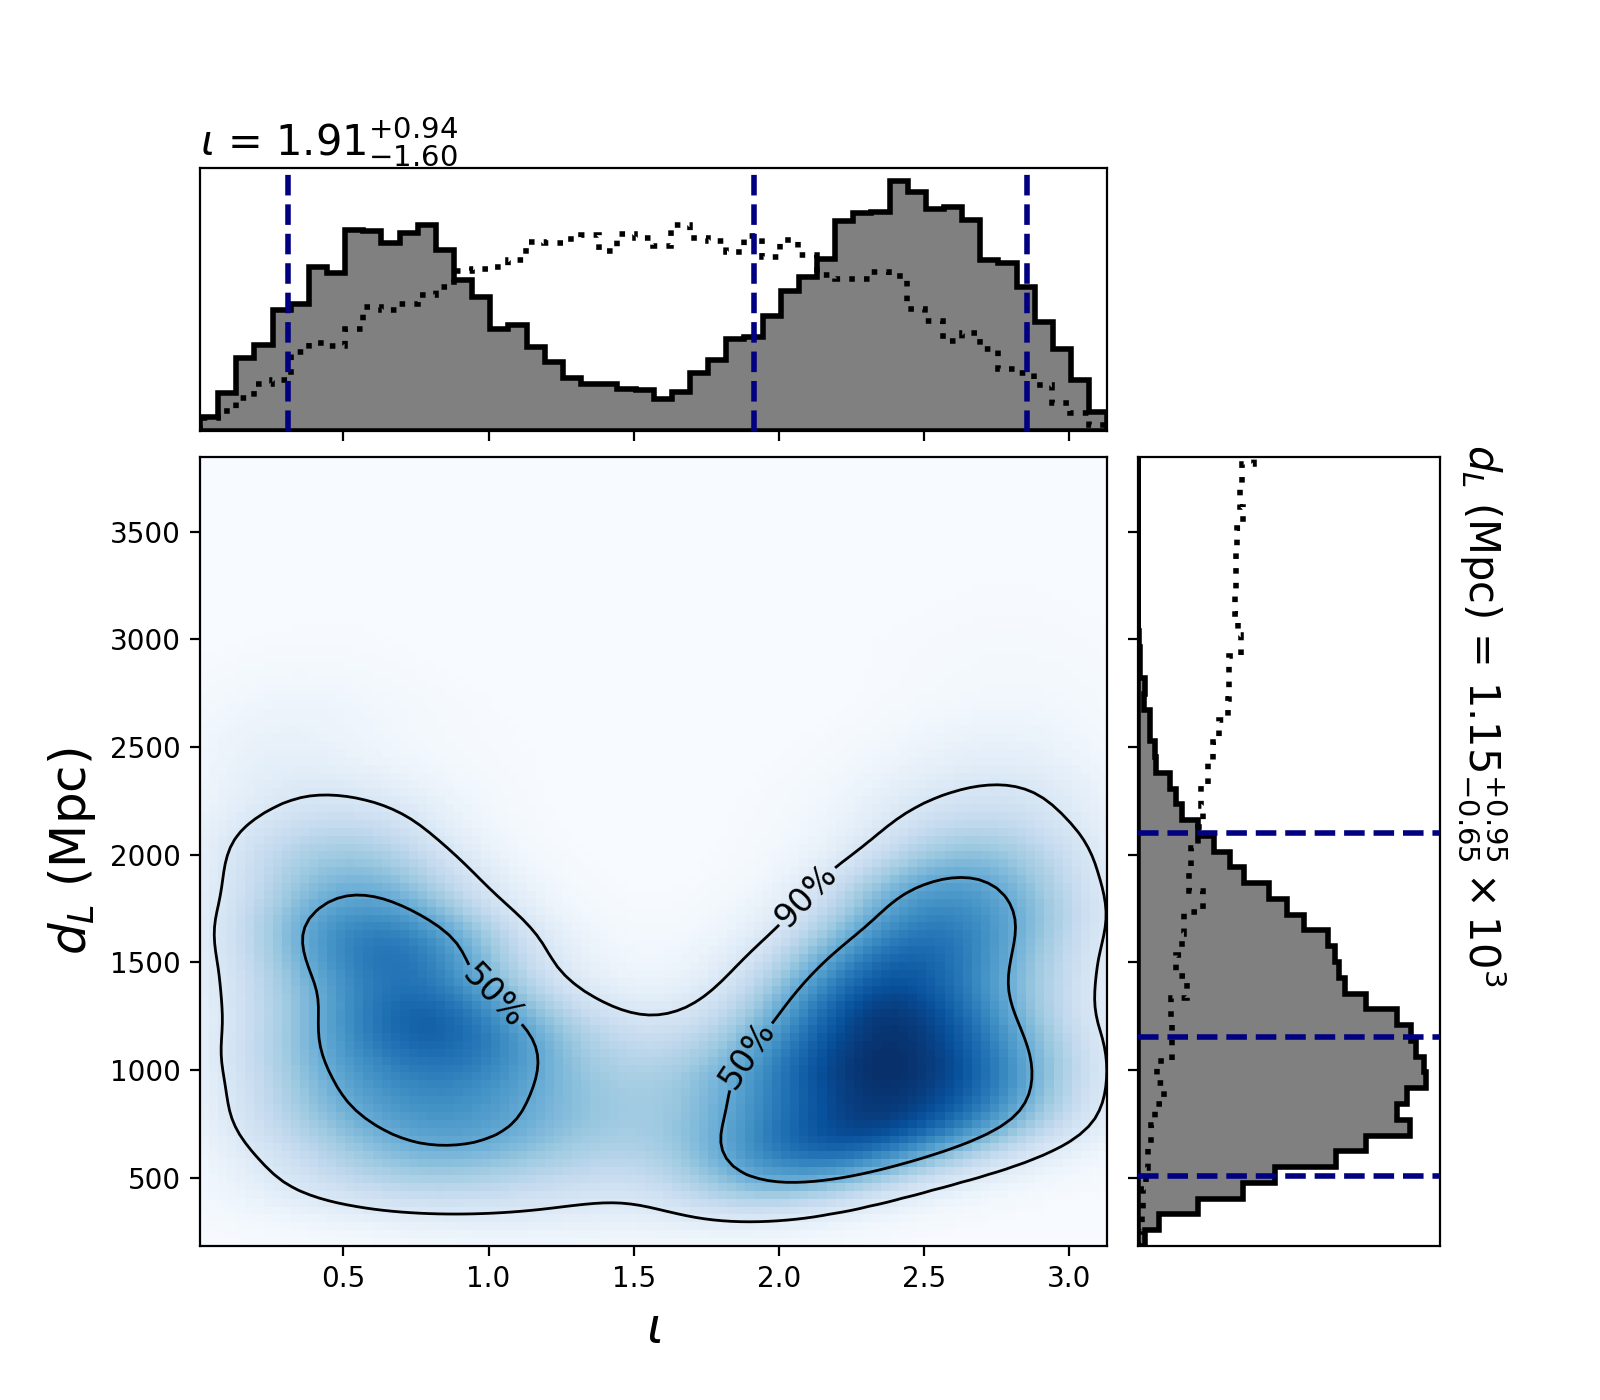 ι = 1.91^{+0.94}_{−1.60}
d_L (Mpc) = 1.15^{+0.95}_{−0.65} × 10^3
3500
3000
2500
2000
1500
1000
500
d_L (Mpc)
90%
50%
50%
0.5 1.0 1.5 2.0 2.5 3.0
ι